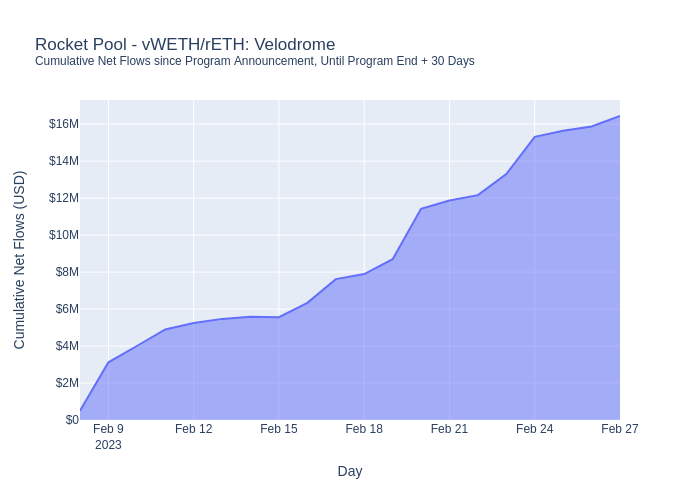 Rocket Pool - vWETH/rETH: Velodrome
Cumulative Net Flows since Program Announcement, Until Program End + 30 Days
Cumulative Net Flows (USD)
$16M
$14M
$12M
$10M
$8M
$6M
$4M
$2M
$0
Feb 9 Feb 12 Feb 15 Feb 18 Feb 21 Feb 24 Feb 27
2023
Day